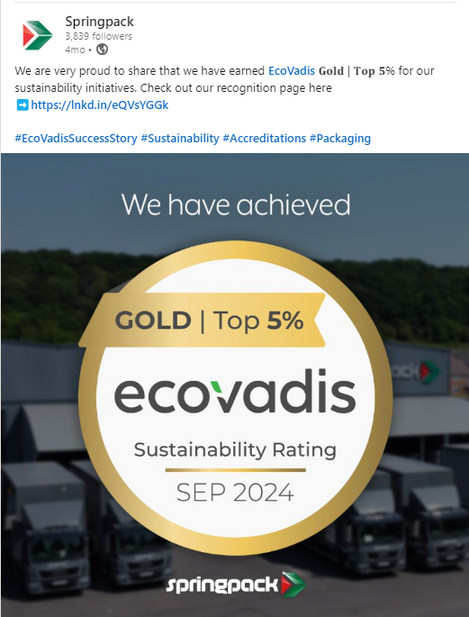 Springpack
3,839 followers
4mo •
We are very proud to share that we have earned EcoVadis 𝐆𝐨𝐥𝐝 | 𝐓𝐨𝐩 𝟓% for our
sustainability initiatives. Check out our recognition page here
➡️https://lnkd.in/eQVsYGGk
#EcoVadisSuccessStory #Sustainability #Accreditations #Packaging
We have achieved
GOLD | Top 5%
ecovadis
Sustainability Rating
SEP 2024
springpack